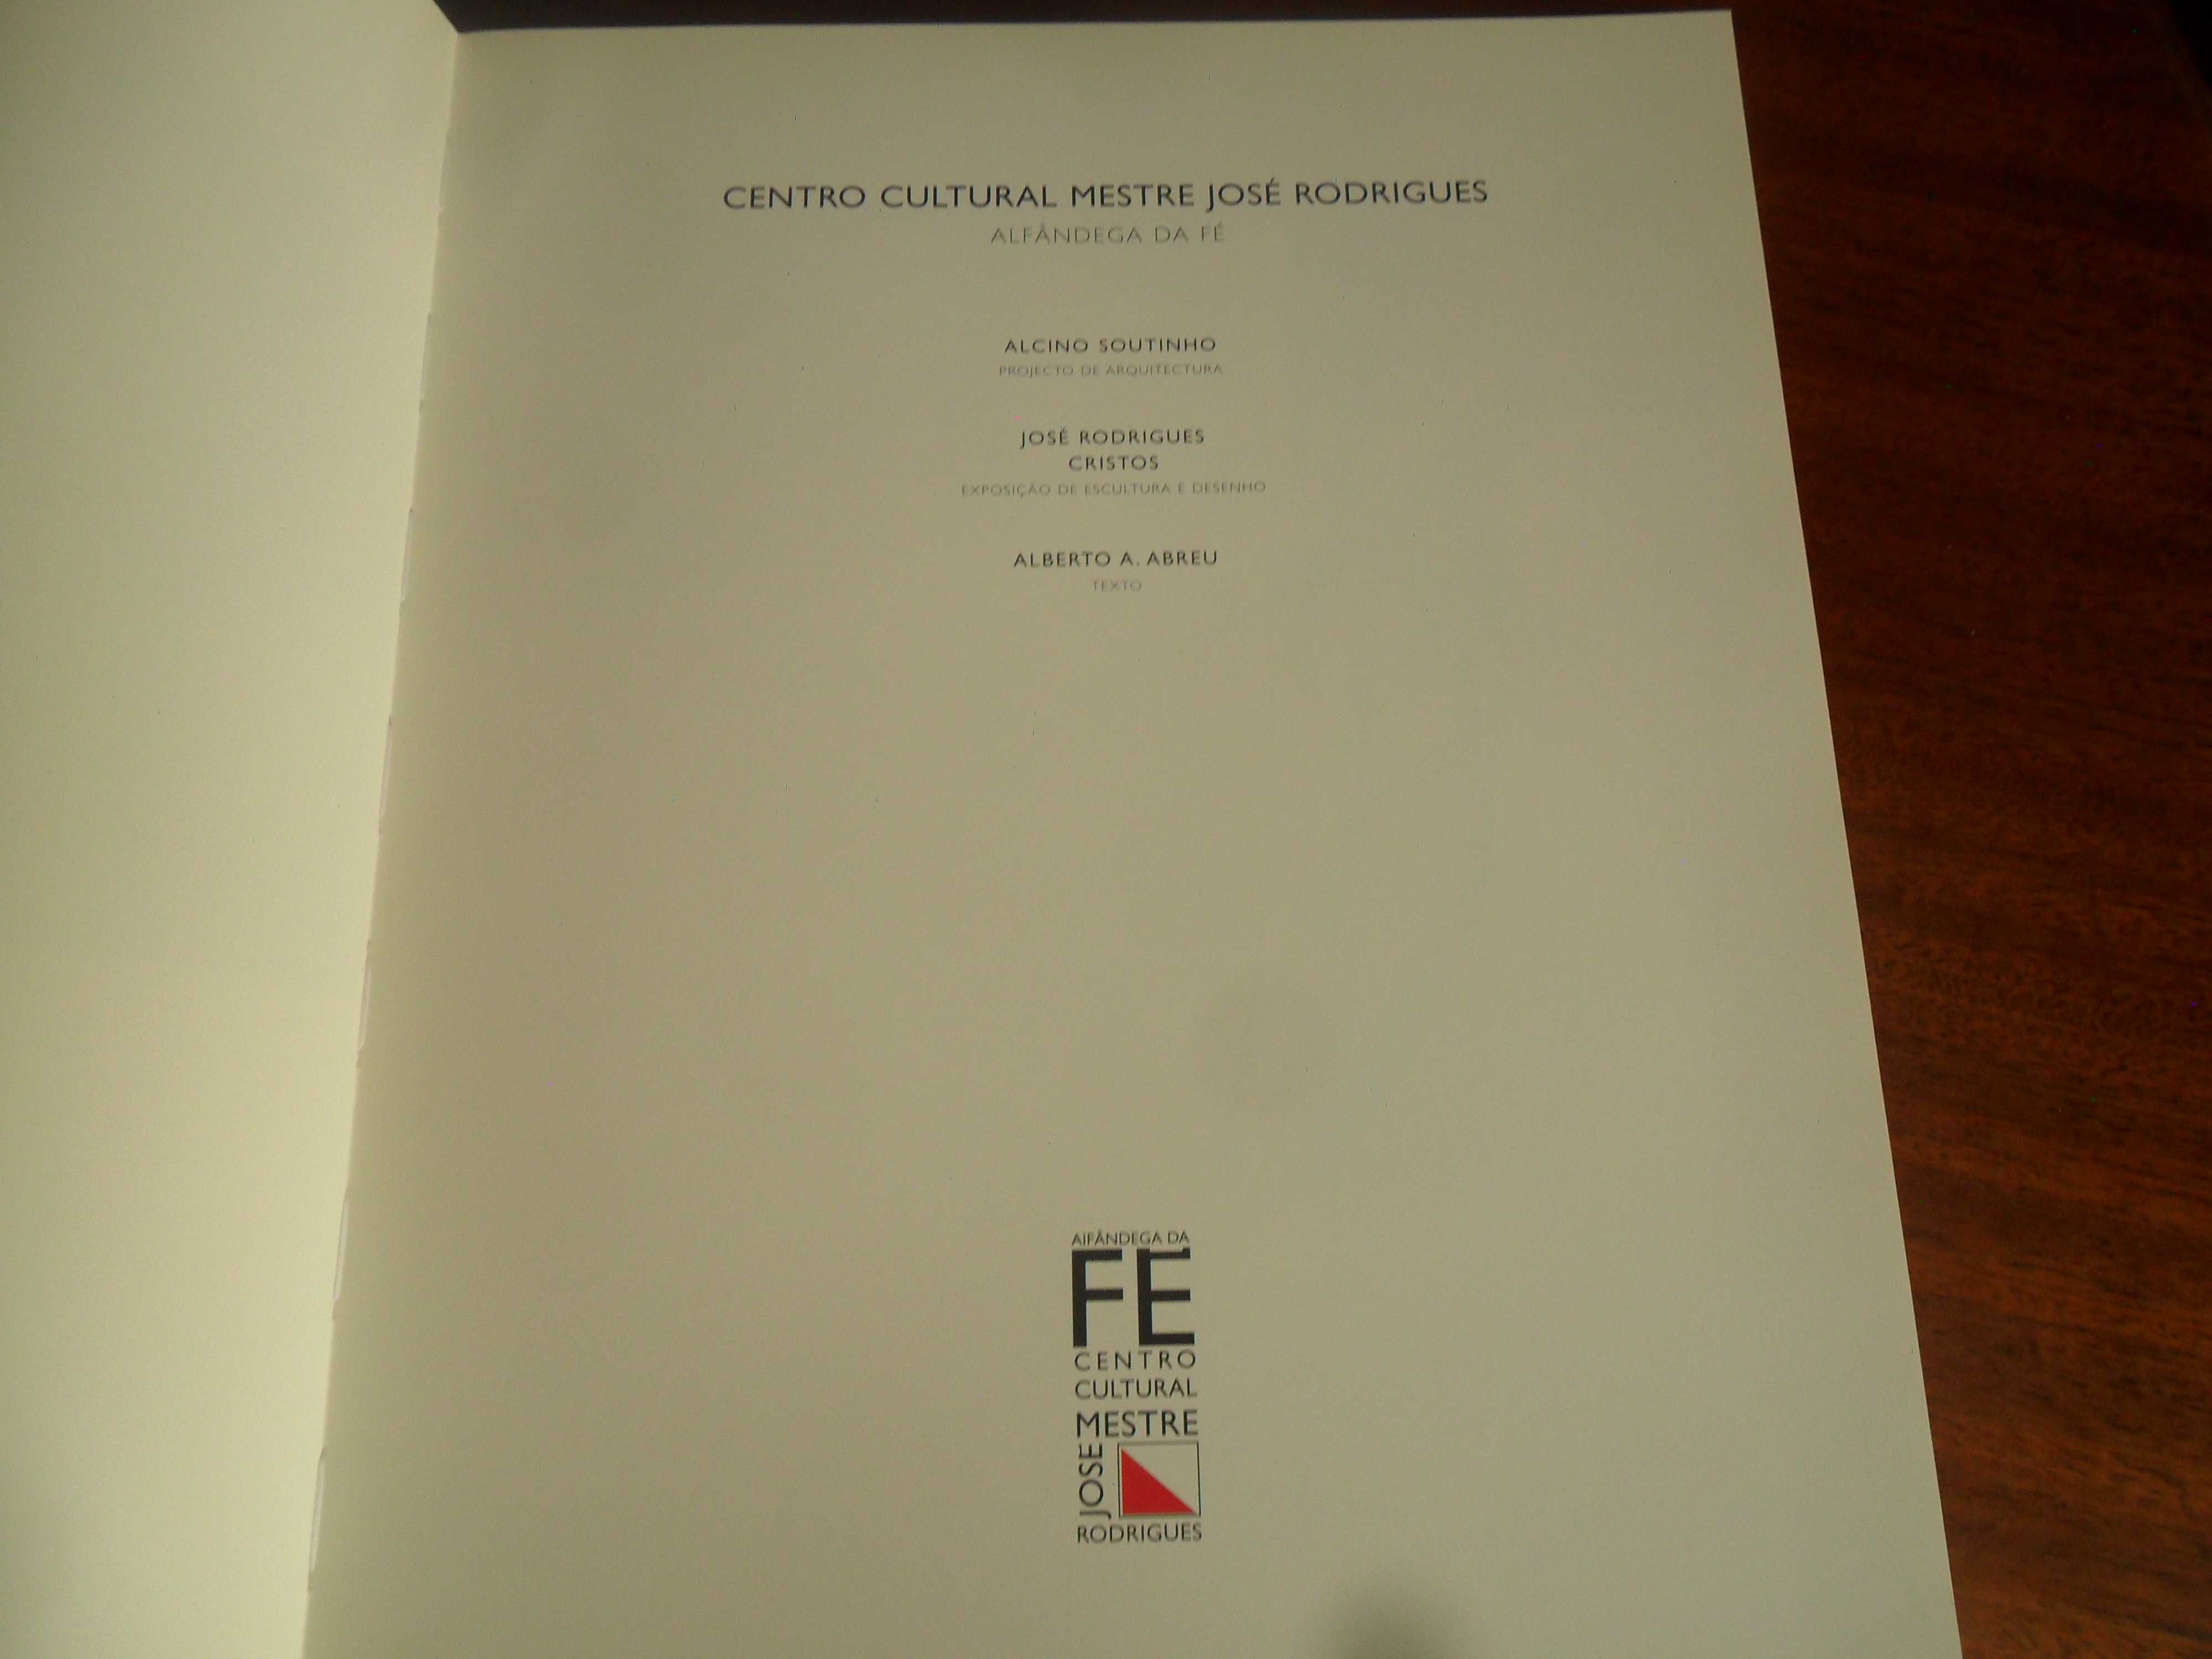 CENTRO CULTURAL MESTRE JOSÉ RODRIGUES
ALFÂNDEGA DA FÉ
ALCINO SOUTINHO
PROJECTO DE ARQUITECTURA
JOSÉ RODRIGUES
CRISTOS
EXPOSIÇÃO DE ESCULTURA E DESENHO
ALBERTO A. ABREU
TEXTO
AlFÂNDEGA DA
FÉ
CENTRO
CULTURAL
MESTRE
JOSE
RODRIGUES